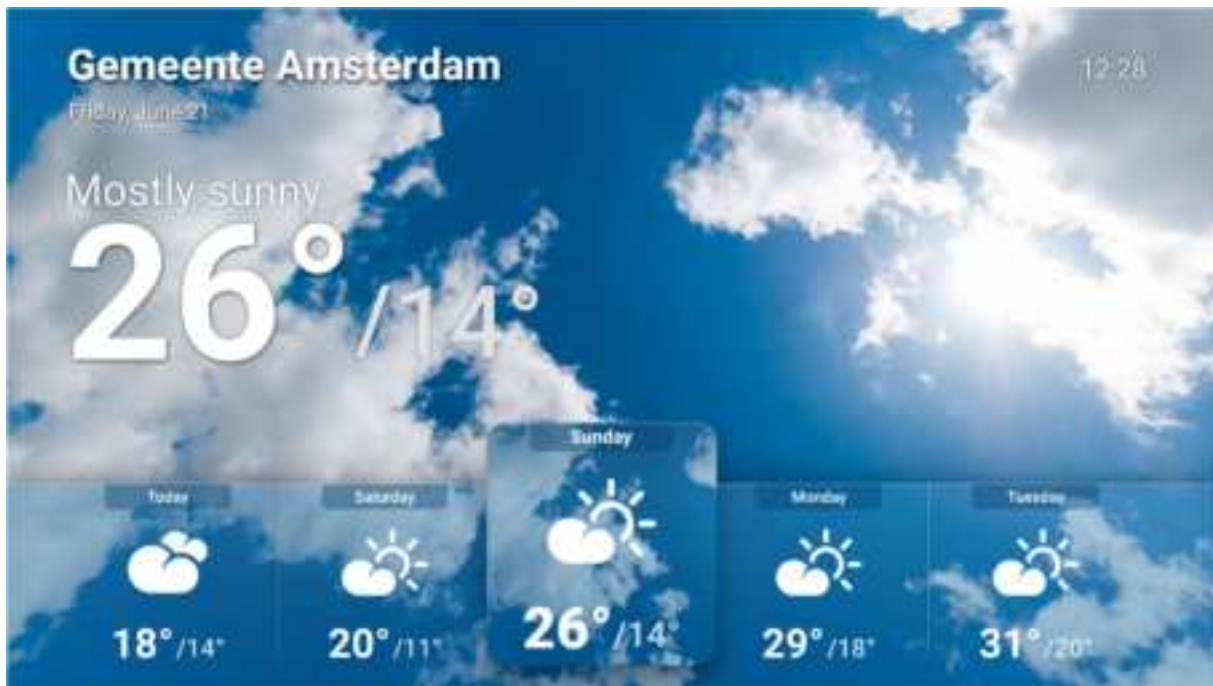 Gemeente Amsterdam
12:28
Friday, June 21
Mostly sunny
26°/14°
Today
Saturday
Sunday
Monday
Tuesday
18°/14°
20°/11°
26°/14°
29°/18°
31°/20°